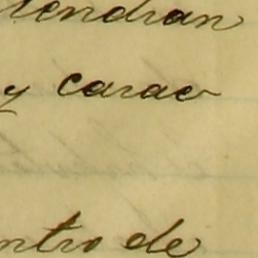 tendran
y carac
ntro de